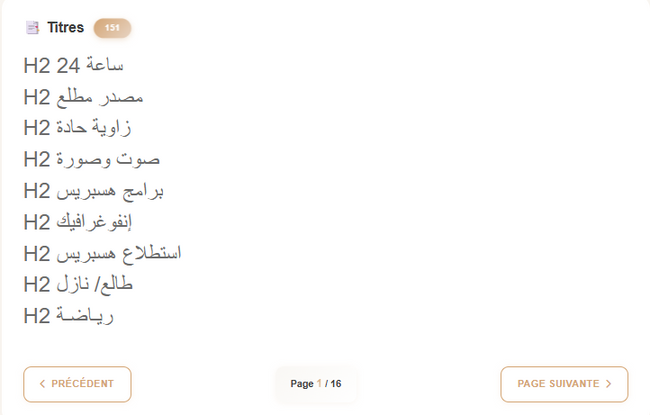 Titres 151
H2 24 ساعة
H2 مصدر مطلع
H2 زاوية حادة
H2 صوت وصورة
H2 برامج هسبريس
H2 إنفوغرافيك
H2 استطلاع هسبريس
H2 طالع/ نازل
H2 ريـاضــة
PRÉCÉDENT Page 1 / 16 PAGE SUIVANTE